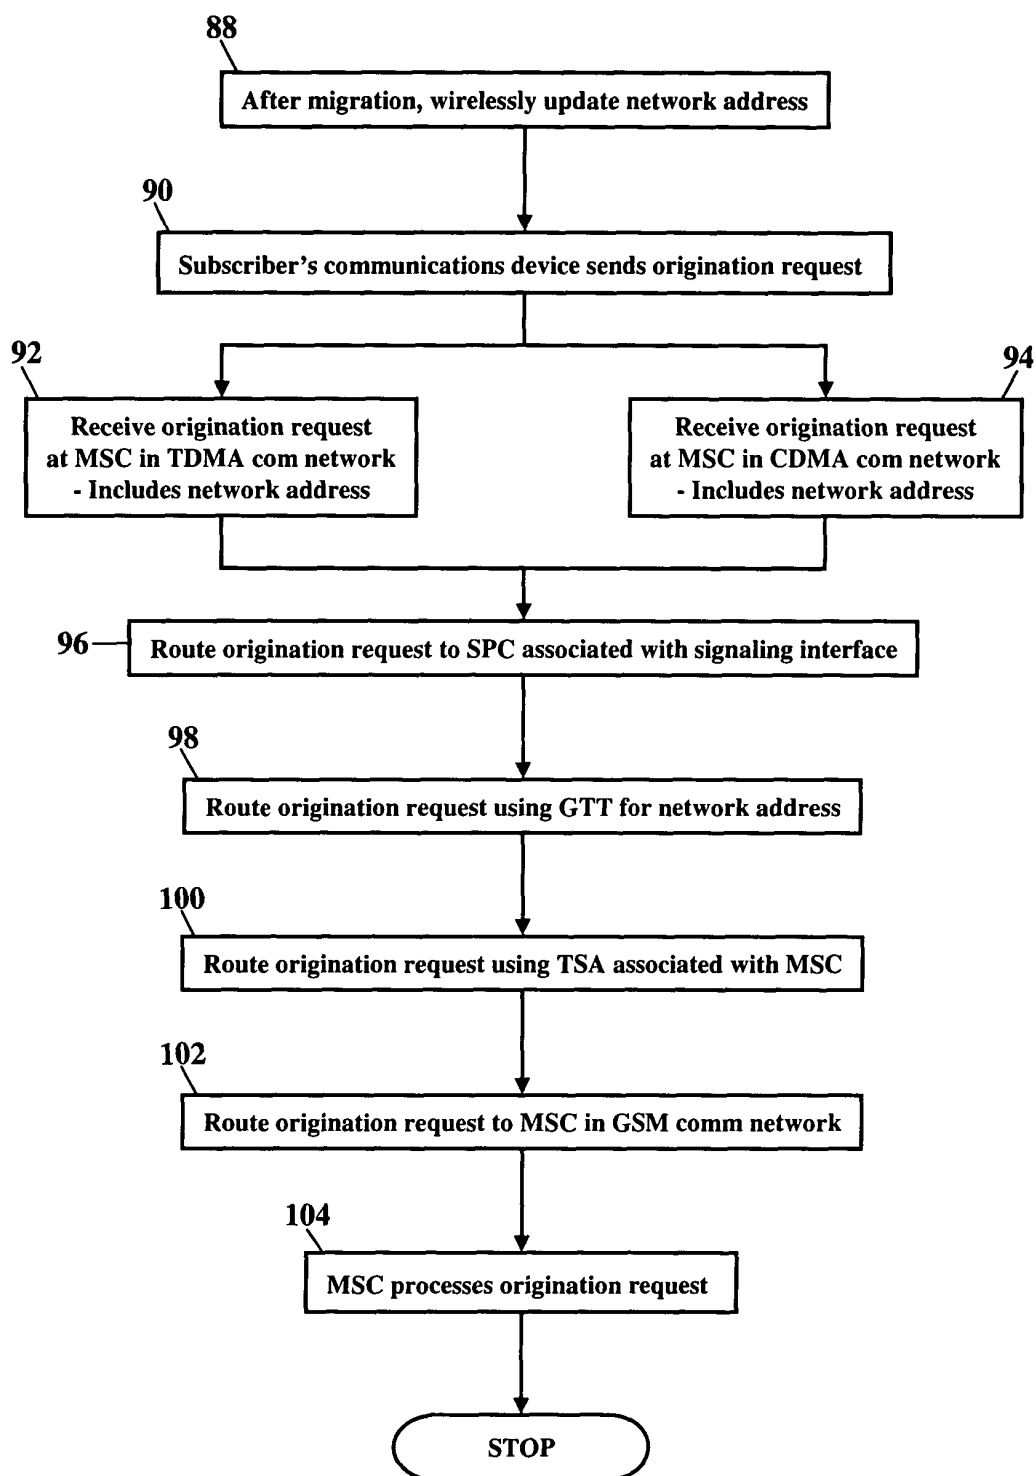 88
After migration, wirelessly update network address
90
Subscriber's communications device sends origination request
92
Receive origination request
at MSC in TDMA com network
- Includes network address
94
Receive origination request
at MSC in CDMA com network
- Includes network address
96
Route origination request to SPC associated with signaling interface
98
Route origination request using GTT for network address
100
Route origination request using TSA associated with MSC
102
Route origination request to MSC in GSM comm network
104
MSC processes origination request
STOP